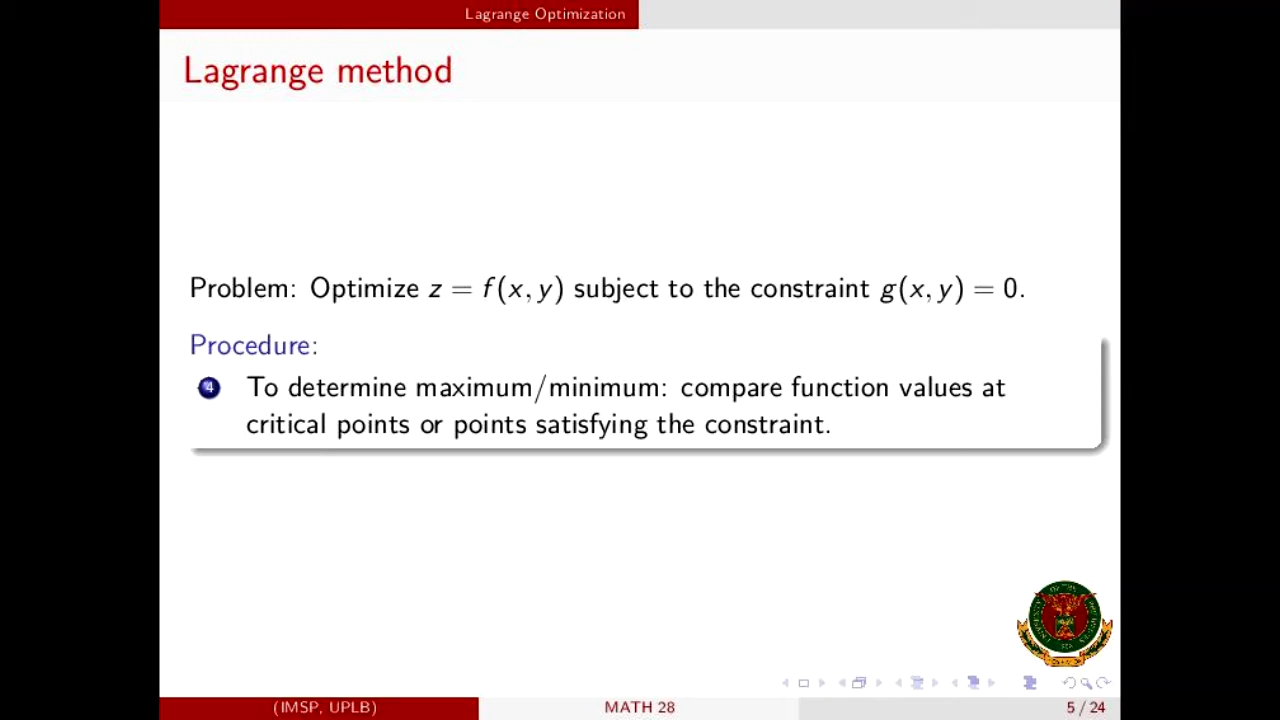 Lagrange Optimization
Lagrange method
Problem: Optimize z = f(x, y) subject to the constraint g(x, y) = 0.
Procedure:
4 To determine maximum/minimum: compare function values at
critical points or points satisfying the constraint.
(IMSP, UPLB) MATH 28 5 / 24